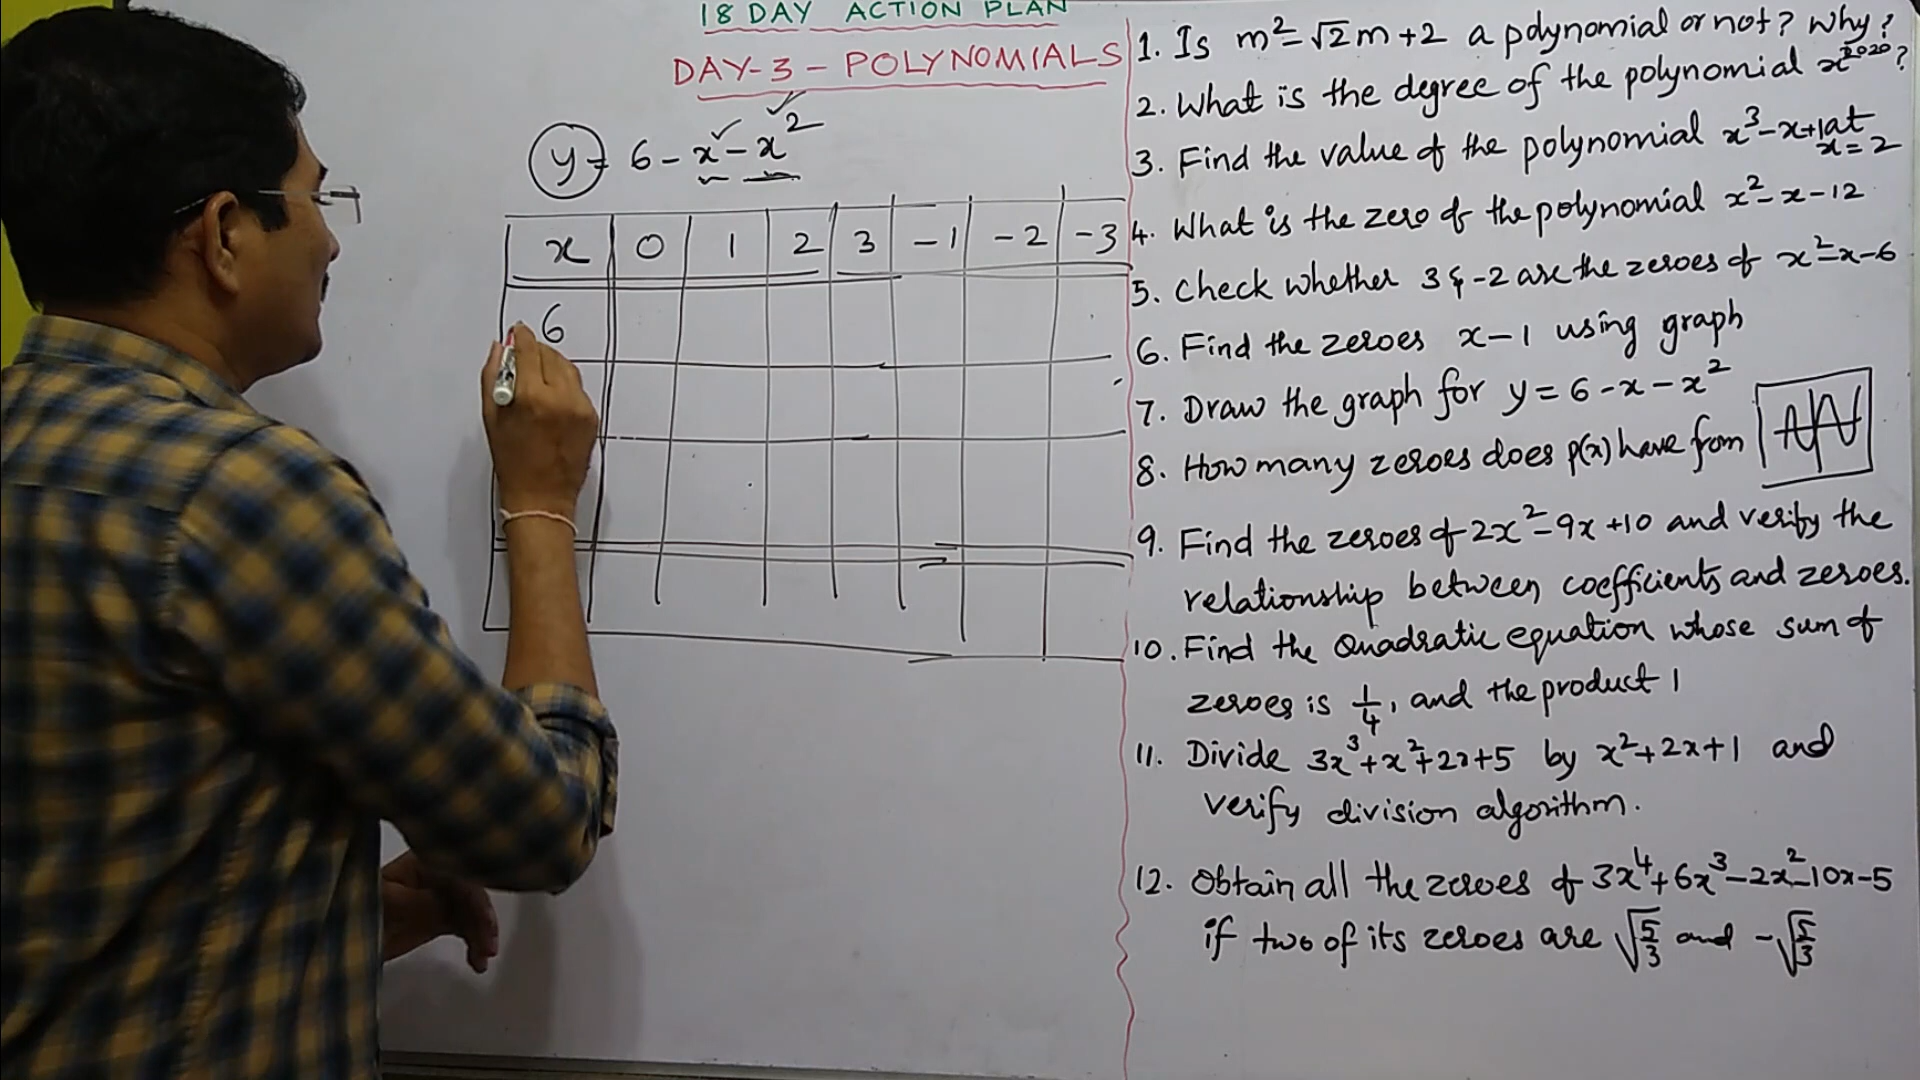 18 DAY ACTION PLAN
DAY-3 - POLYNOMIALS
y = 6 - x - x²
x 0 1 2 3 -1 -2 -3
6
1. Is m² - √2m + 2 a polynomial or not? Why?
2. What is the degree of the polynomial x²⁰²⁰?
3. Find the value of the polynomial x³ - x + 1 at x = 2
4. What is the zero of the polynomial x² - x - 12
5. Check whether 3 & -2 are the zeroes of x² - x - 6
6. Find the zeroes x - 1 using graph
7. Draw the graph for y = 6 - x - x²
8. How many zeroes does p(x) have from
9. Find the zeroes of 2x² - 9x + 10 and verify the
relationship between coefficients and zeroes.
10. Find the Quadratic equation whose sum of
zeroes is 1/4, and the product 1
11. Divide 3x³ + x² + 2x + 5 by x² + 2x + 1 and
verify division algorithm.
12. Obtain all the zeroes of 3x⁴ + 6x³ - 2x² - 10x - 5
if two of its zeroes are √5/3 and -√5/3